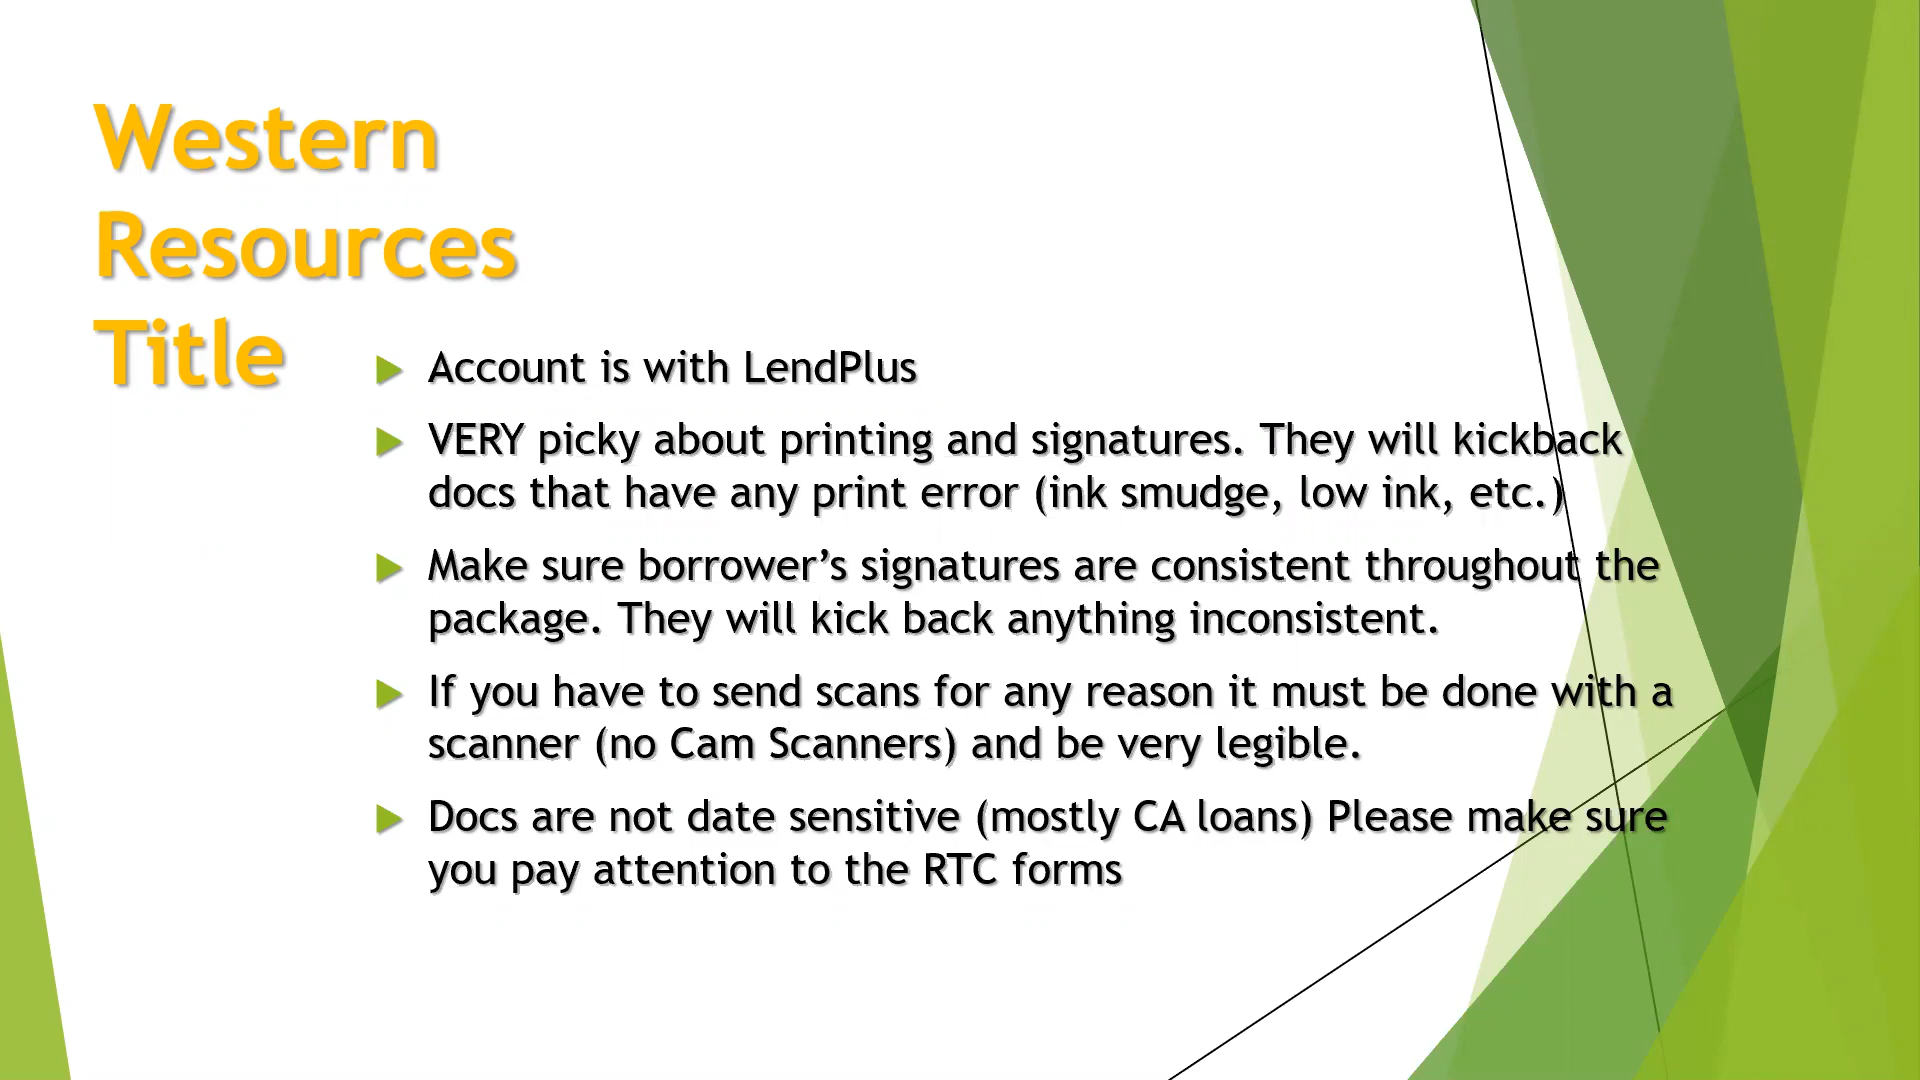 Western
Resources
Title
Account is with LendPlus
VERY picky about printing and signatures. They will kickback
docs that have any print error (ink smudge, low ink, etc.)
Make sure borrower’s signatures are consistent throughout the
package. They will kick back anything inconsistent.
If you have to send scans for any reason it must be done with a
scanner (no Cam Scanners) and be very legible.
Docs are not date sensitive (mostly CA loans) Please make sure
you pay attention to the RTC forms